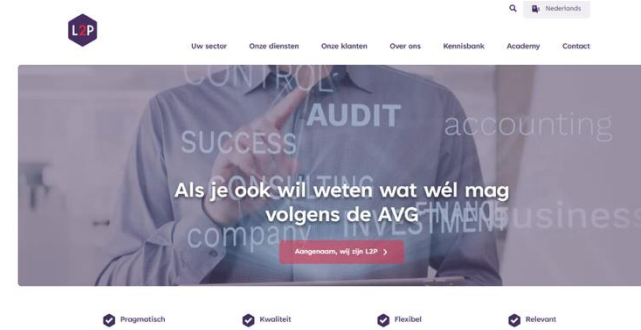 Nederlands
L2P
Uw sector Onze diensten Onze klanten Over ons Kennisbank Academy Contact
CONTROL
AUDIT
accounting
SUCCESS
CONSULTING
Als je ook wil weten wat wél mag
volgens de AVG
FINANCE
business
company
INVESTMENT
Aangenaam, wij zijn L2P
Pragmatisch Kwaliteit Flexibel Relevant